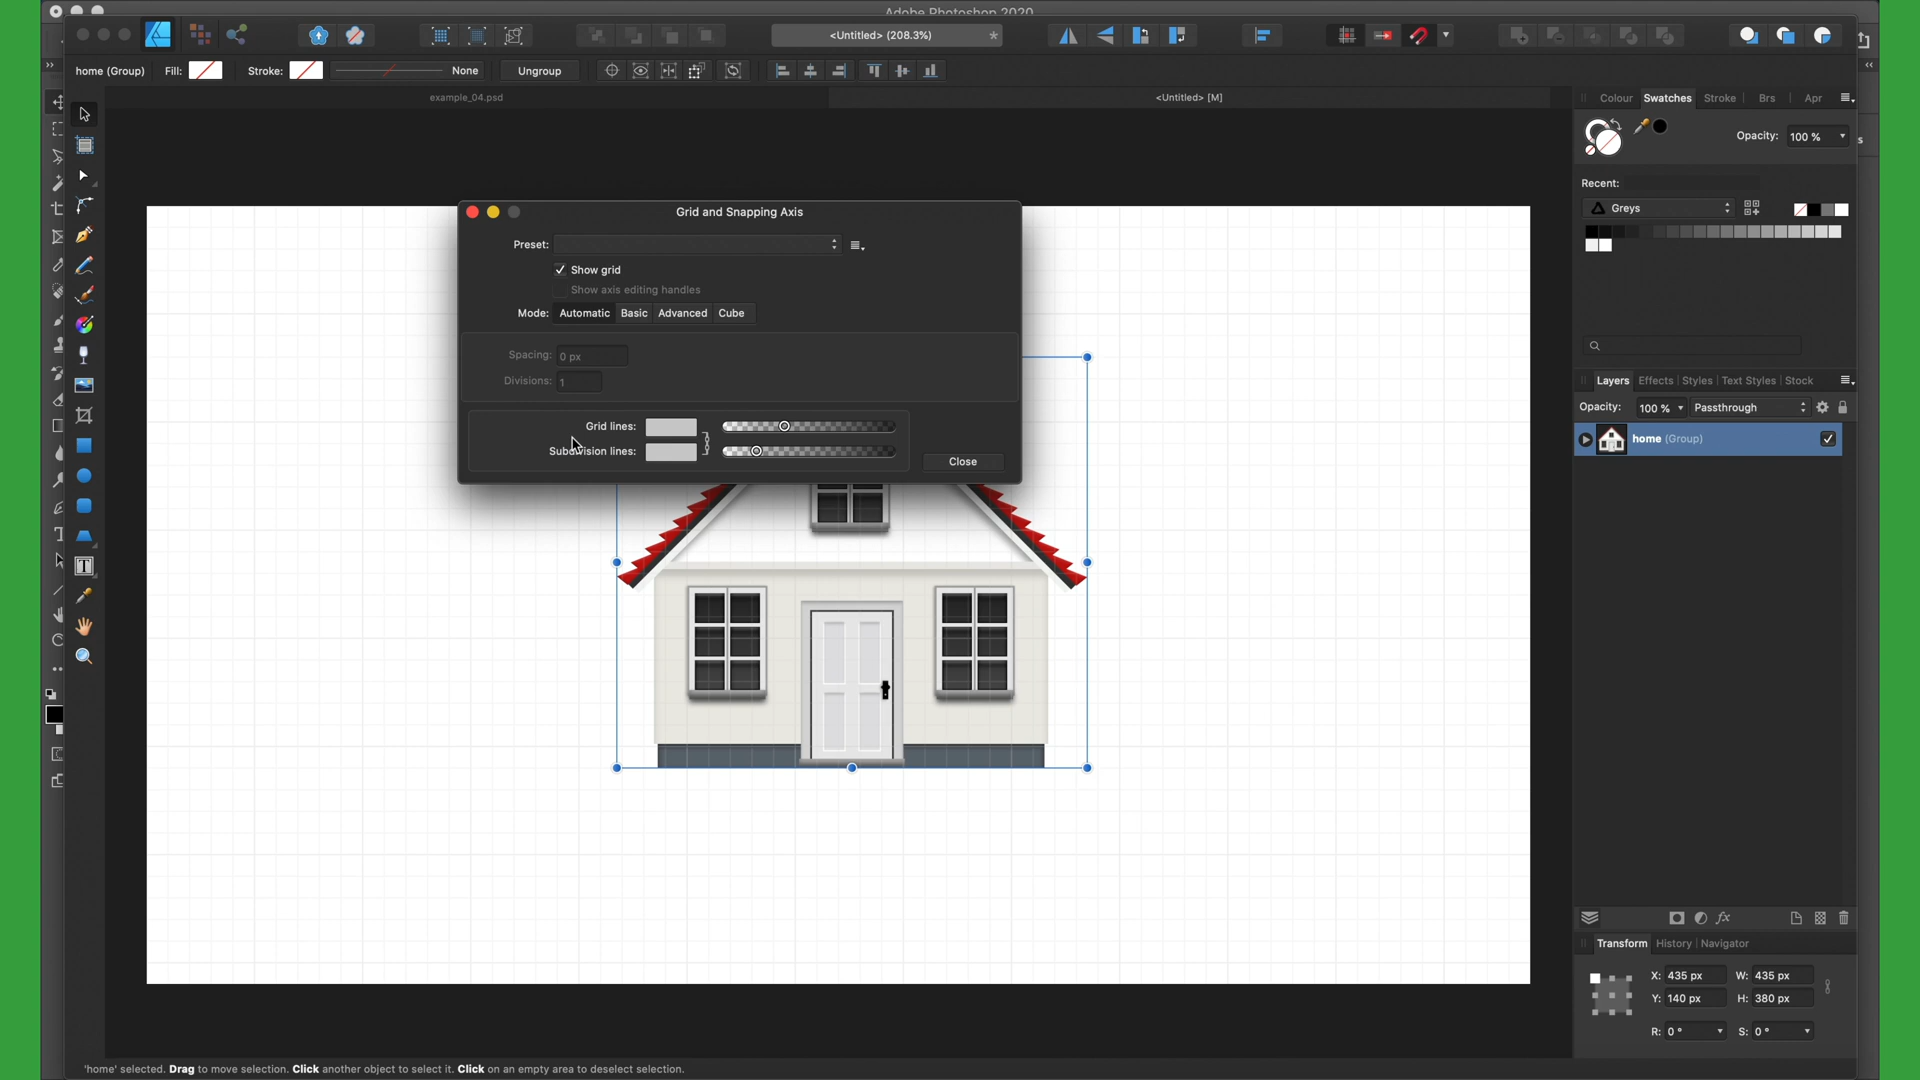 Adobe Photoshop 2020
<Untitled> (208.3%)
home (Group)
Fill:
Stroke:
None
Ungroup
example_04.psd
<Untitled> [M]
Colour Swatches Stroke Brs Apr
Opacity: 100 %
Recent:
Greys
Grid and Snapping Axis
Preset:
Show grid
Show axis editing handles
Mode: Automatic Basic Advanced Cube
Spacing: 0 px
Divisions: 1
Grid lines:
Subdivision lines:
Close
Layers Effects Styles Text Styles Stock
Opacity: 100 % Passthrough
home (Group)
Transform History Navigator
X: 435 px W: 435 px
Y: 140 px H: 380 px
R: 0 ° S: 0 °
'home' selected. Drag to move selection. Click another object to select it. Click on an empty area to deselect selection.